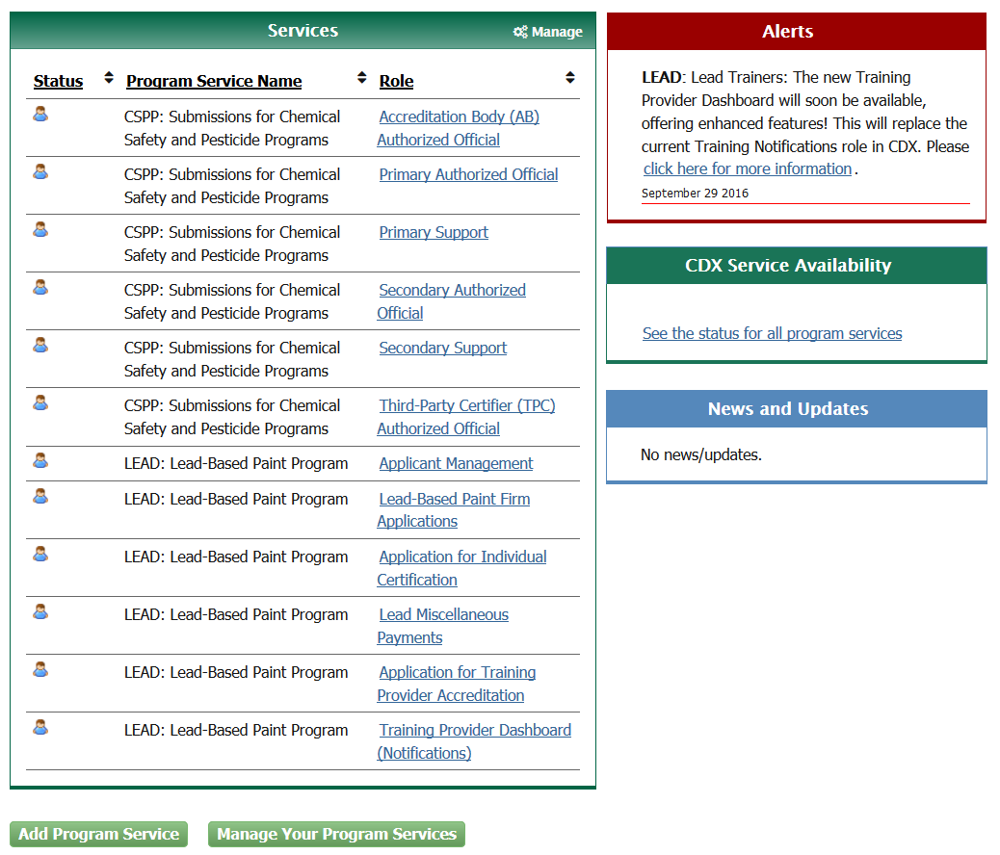 Services
Manage
Status
Program Service Name
Role
CSPP: Submissions for Chemical
Safety and Pesticide Programs
Accreditation Body (AB)
Authorized Official
CSPP: Submissions for Chemical
Safety and Pesticide Programs
Primary Authorized Official
CSPP: Submissions for Chemical
Safety and Pesticide Programs
Primary Support
CSPP: Submissions for Chemical
Safety and Pesticide Programs
Secondary Authorized
Official
CSPP: Submissions for Chemical
Safety and Pesticide Programs
Secondary Support
CSPP: Submissions for Chemical
Safety and Pesticide Programs
Third-Party Certifier (TPC)
Authorized Official
LEAD: Lead-Based Paint Program
Applicant Management
LEAD: Lead-Based Paint Program
Lead-Based Paint Firm
Applications
LEAD: Lead-Based Paint Program
Application for Individual
Certification
LEAD: Lead-Based Paint Program
Lead Miscellaneous
Payments
LEAD: Lead-Based Paint Program
Application for Training
Provider Accreditation
LEAD: Lead-Based Paint Program
Training Provider Dashboard
(Notifications)
Add Program Service
Manage Your Program Services
Alerts
LEAD: Lead Trainers: The new Training
Provider Dashboard will soon be available,
offering enhanced features! This will replace the
current Training Notifications role in CDX. Please
click here for more information .
September 29 2016
CDX Service Availability
See the status for all program services
News and Updates
No news/updates.